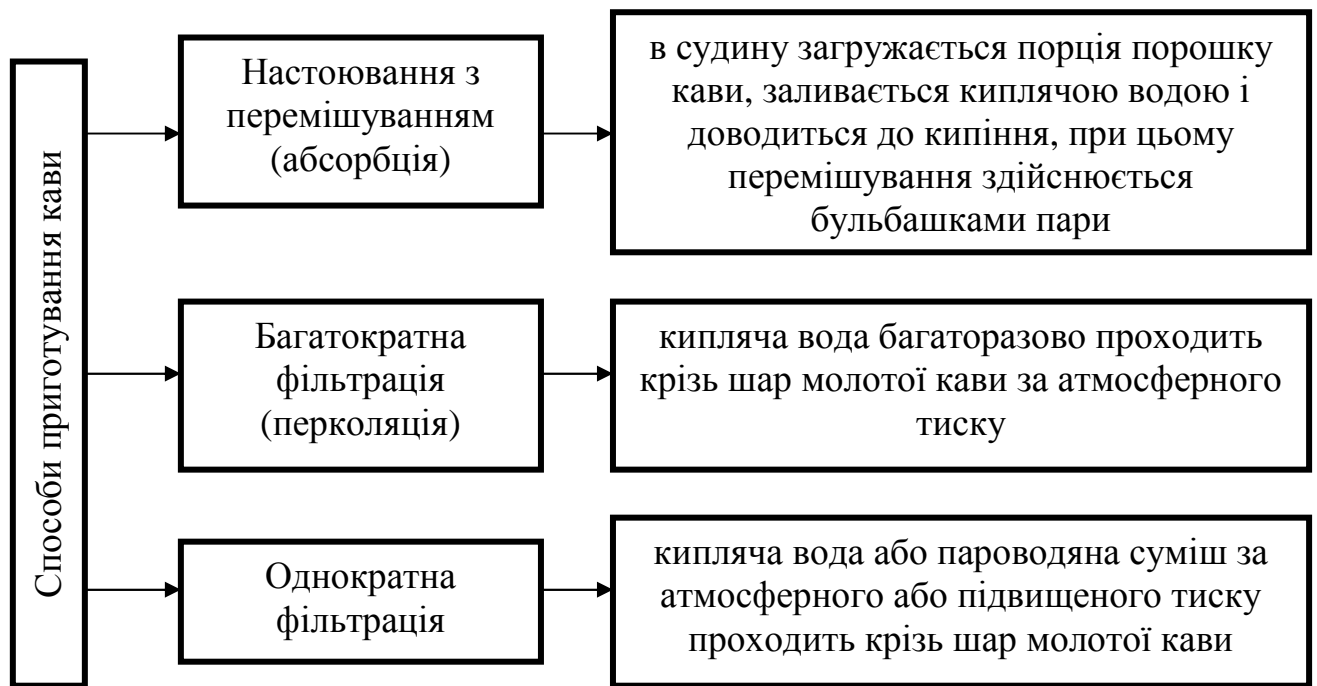 Способи приготування кави
Настоювання з
перемішуванням
(абсорбція)
в судину загружається порція порошку
кави, заливається киплячою водою і
доводиться до кипіння, при цьому
перемішування здійснюється
бульбашками пари
Багатократна
фільтрація
(перколяція)
кипляча вода багаторазово проходить
крізь шар молотої кави за атмосферного
тиску
Однократна
фільтрація
кипляча вода або пароводяна суміш за
атмосферного або підвищеного тиску
проходить крізь шар молотої кави